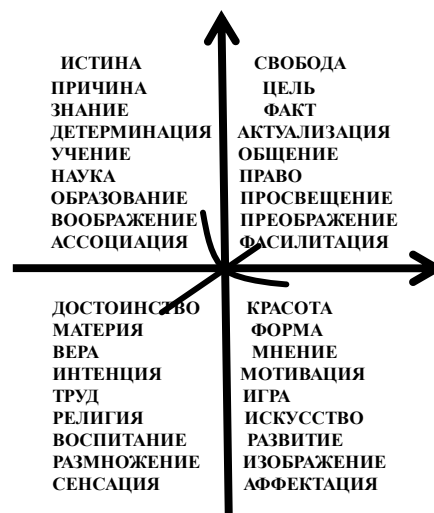 ИСТИНА
ПРИЧИНА
ЗНАНИЕ
ДЕТЕРМИНАЦИЯ
УЧЕНИЕ
НАУКА
ОБРАЗОВАНИЕ
ВООБРАЖЕНИЕ
АССОЦИАЦИЯ
СВОБОДА
ЦЕЛЬ
ФАКТ
АКТУАЛИЗАЦИЯ
ОБЩЕНИЕ
ПРАВО
ПРОСВЕЩЕНИЕ
ПРЕОБРАЖЕНИЕ
ФАСИЛИТАЦИЯ
ДОСТОИНСТВО
МАТЕРИЯ
ВЕРА
ИНТЕНЦИЯ
ТРУД
РЕЛИГИЯ
ВОСПИТАНИЕ
РАЗМНОЖЕНИЕ
СЕНСАЦИЯ
КРАСОТА
ФОРМА
МНЕНИЕ
МОТИВАЦИЯ
ИГРА
ИСКУССТВО
РАЗВИТИЕ
ИЗОБРАЖЕНИЕ
АФФЕКТАЦИЯ